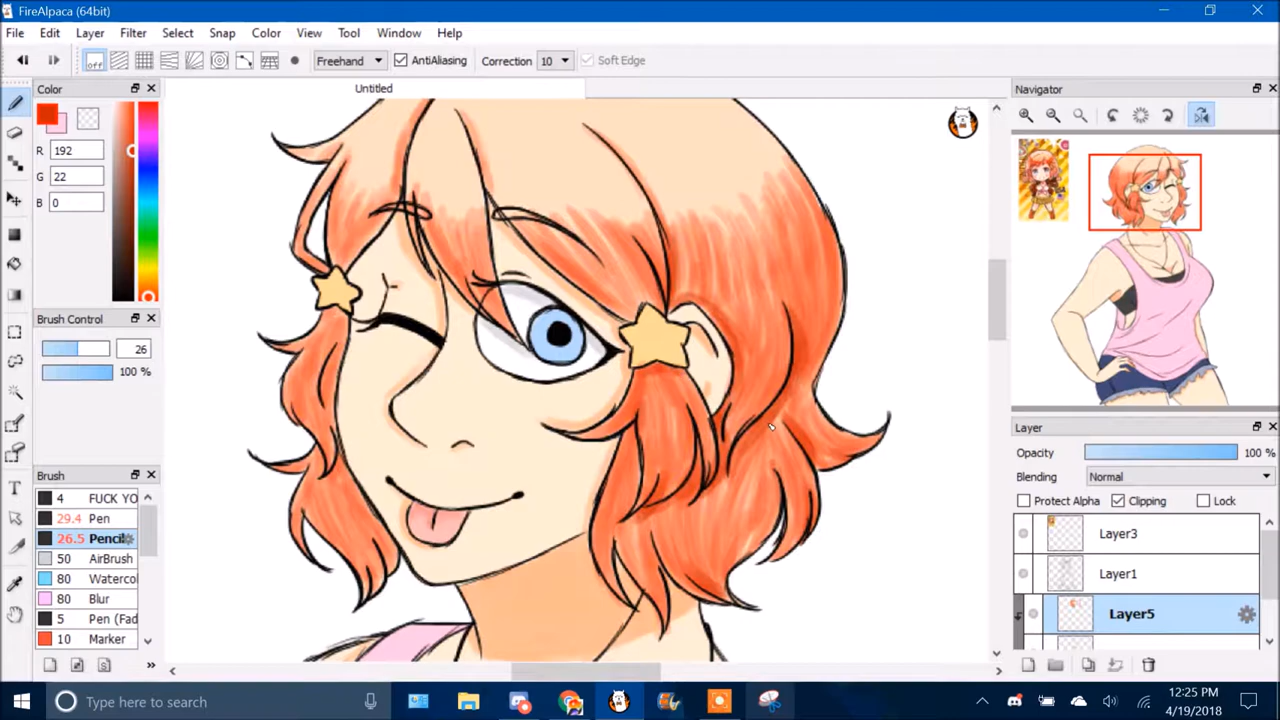 FireAlpaca (64bit)
File Edit Layer Filter Select Snap Color View Tool Window Help
off Freehand AntiAliasing Correction 10 Soft Edge
Color
Untitled
Navigator
R 192
G 22
B 0
Brush Control
26
100 %
Brush
4 FUCK YO
29.4 Pen
26.5 Pencil
50 AirBrush
80 Watercol
80 Blur
5 Pen (Fad
10 Marker
Layer
Opacity 100 %
Blending Normal
Protect Alpha Clipping Lock
Layer3
Layer1
Layer5
Type here to search
12:25 PM
4/19/2018